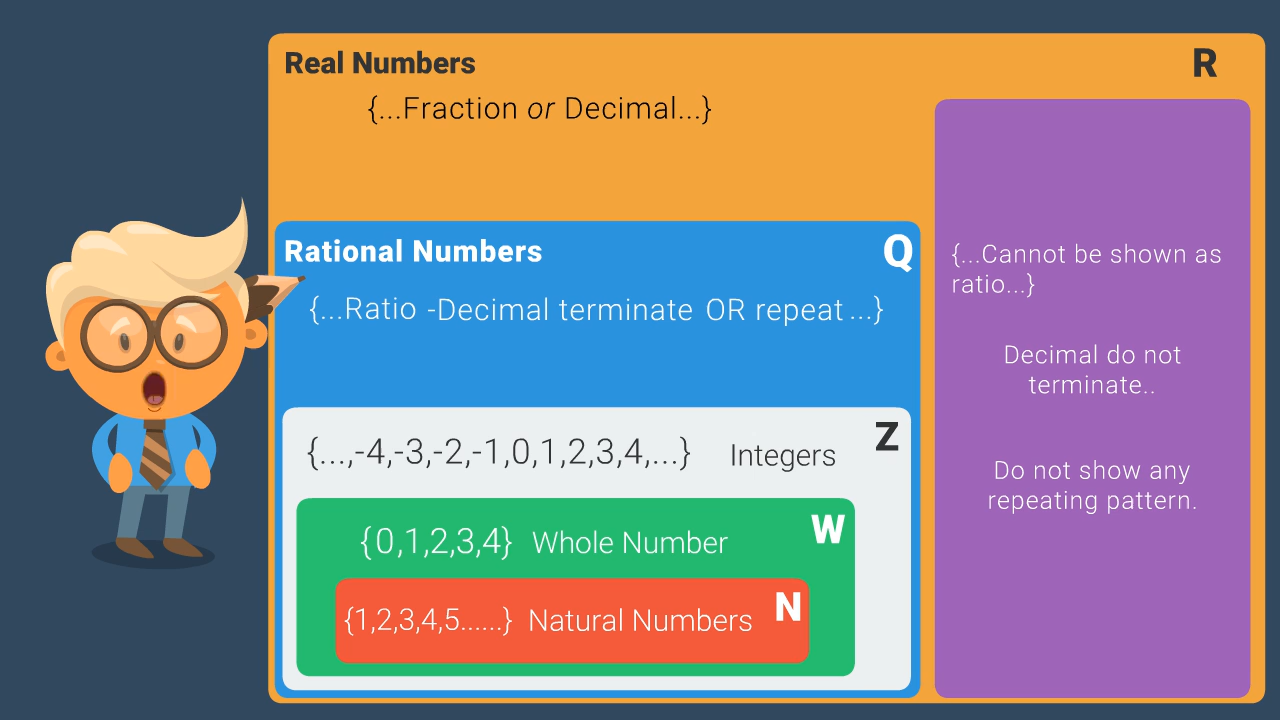 Real Numbers
R
{...Fraction or Decimal...}
Rational Numbers
Q
{...Ratio -Decimal terminate OR repeat...}
{...,-4,-3,-2,-1,0,1,2,3,4,...} Integers
Z
{0,1,2,3,4} Whole Number
W
{1,2,3,4,5......} Natural Numbers
N
{...Cannot be shown as
ratio...}
Decimal do not
terminate..
Do not show any
repeating pattern.